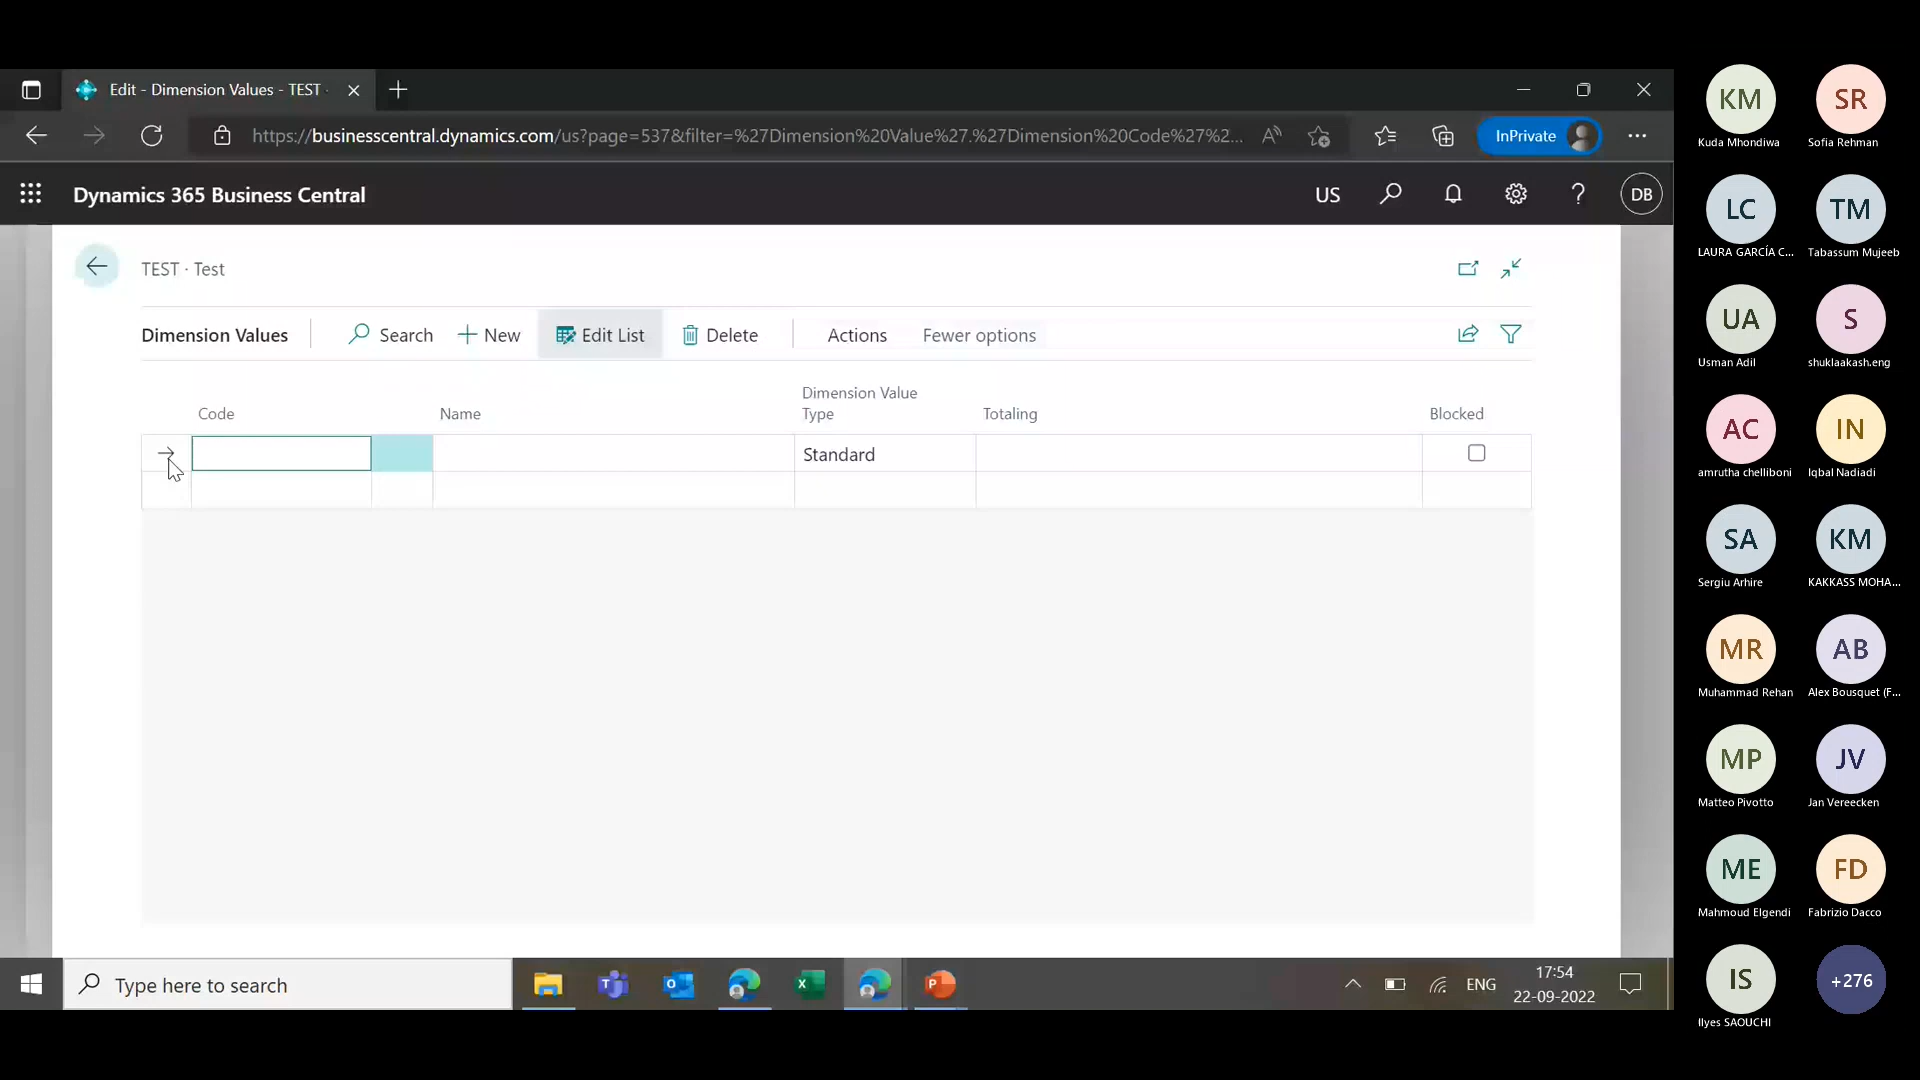 Edit - Dimension Values - TEST
https://businesscentral.dynamics.com/us?page=537&filter=%27Dimension%20Value%27.%27Dimension%20Code%27%2...
InPrivate
Dynamics 365 Business Central
US
DB
TEST · Test
Dimension Values
Search
New
Edit List
Delete
Actions
Fewer options
Code
Name
Dimension Value
Type
Totaling
Blocked
Standard
Type here to search
ENG
17:54
22-09-2022
KM
SR
Kuda Mhondiwa
Sofia Rehman
LC
TM
LAURA GARCÍA C...
Tabassum Mujeeb
UA
S
Usman Adil
shuklaakash.eng
AC
IN
amrutha chelliboni
Iqbal Nadiadi
SA
KM
Sergiu Arhire
KAKKASS MOHA...
MR
AB
Muhammad Rehan
Alex Bousquet (F...
MP
JV
Matteo Pivotto
Jan Vereecken
ME
FD
Mahmoud Elgendi
Fabrizio Dacco
IS
+276
Ilyes SAOUCHI